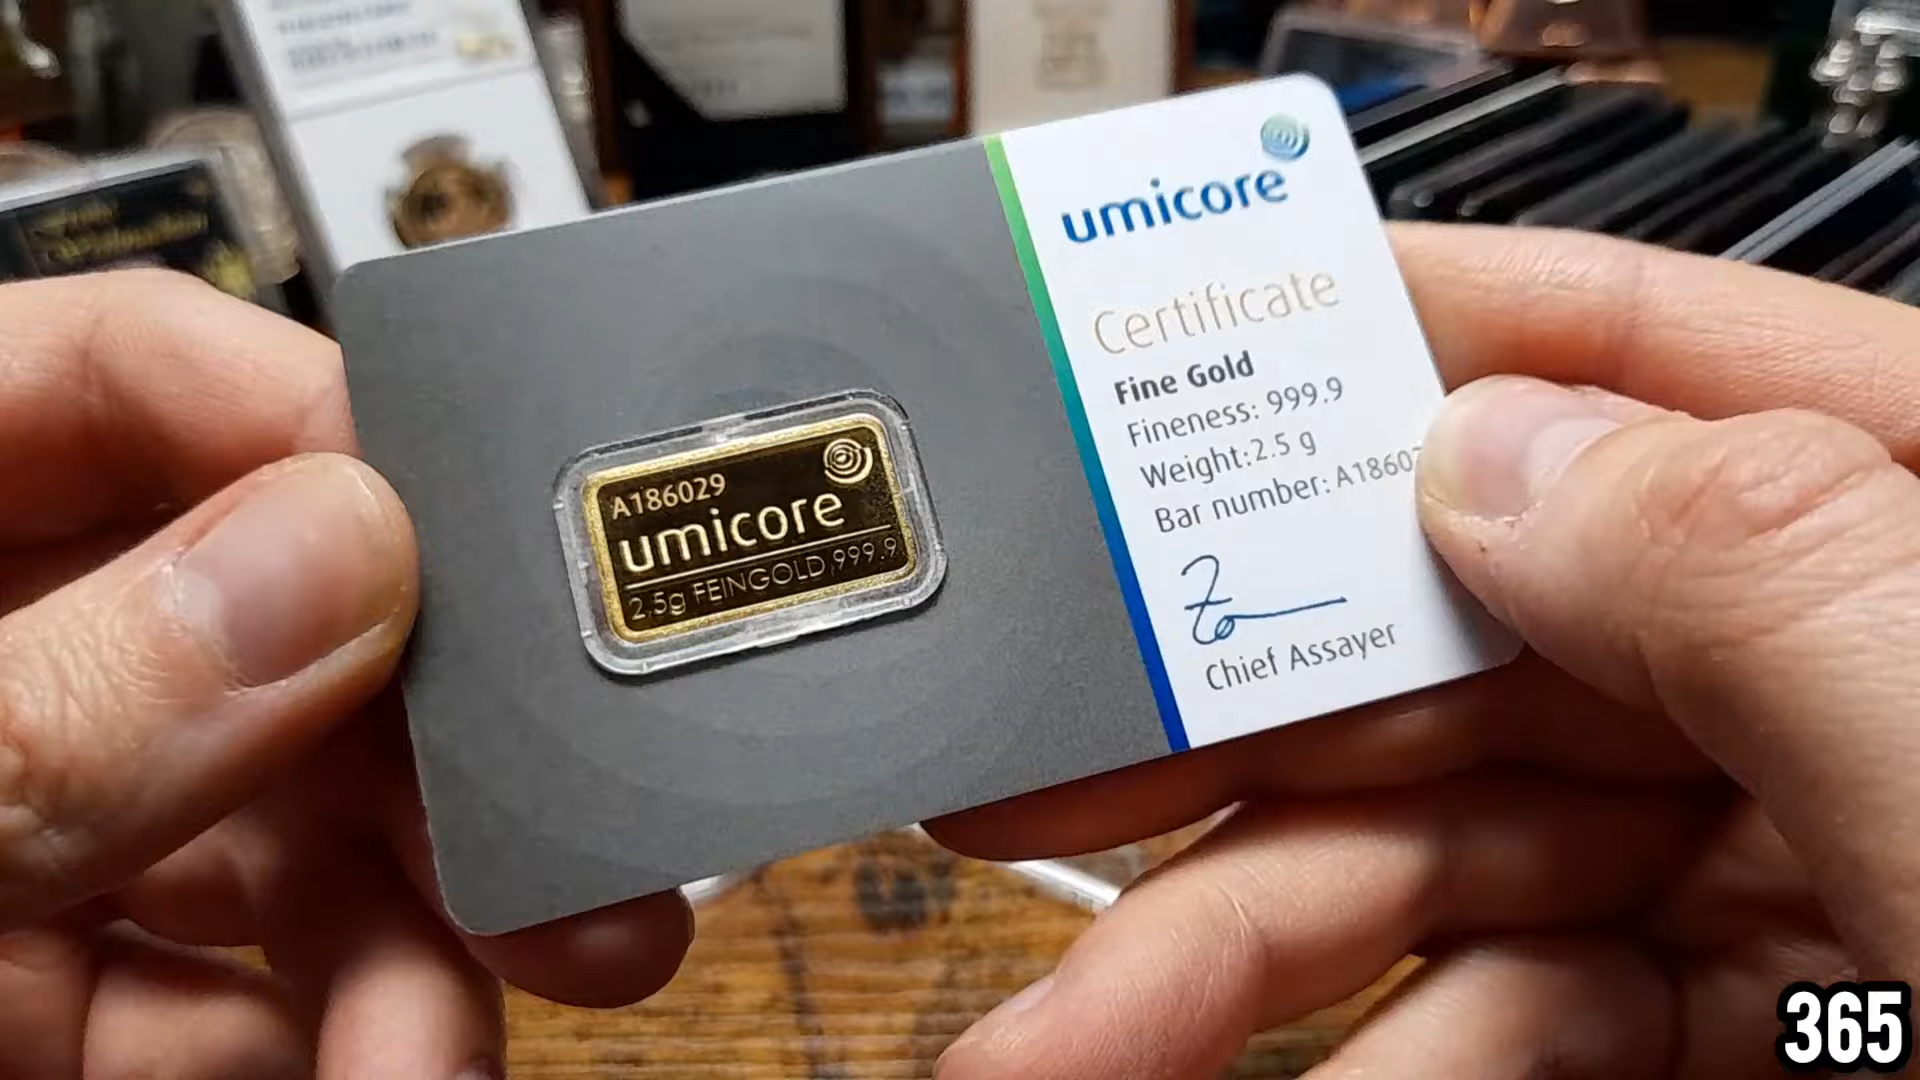 umicore
Certificate
Fine Gold
Fineness: 999.9
Weight:2.5 g
Bar number: A18602
Chief Assayer
A186029
umicore
2.5g FEINGOLD 999.9
365